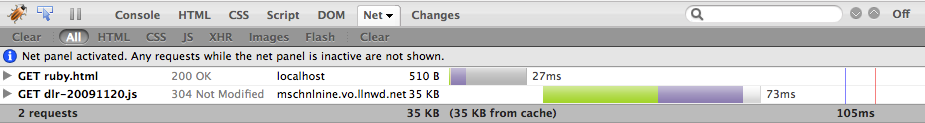 Console HTML CSS Script DOM Net Changes Off
Clear All HTML CSS JS XHR Images Flash Clear
Net panel activated. Any requests while the net panel is inactive are not shown.
GET ruby.html 200 OK localhost 510 B 27ms
GET dlr-20091120.js 304 Not Modified mschnlnine.vo.llnwd.net 35 KB 73ms
2 requests 35 KB (35 KB from cache) 105ms